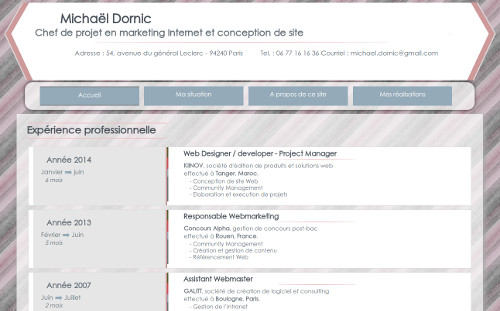 Michaël Dornic
Chef de projet en marketing Internet et conception de site
Adresse : 54, avenue du général Leclerc - 94240 Paris Tel. : 06 77 16 16 36 Courriel : michael.dornic@gmail.com
Accueil Ma situation A propos de ce site Mes réalisations
Expérience professionnelle
Année 2014
Janvier ⇒ juin
6 mois
Web Designer / developer - Project Manager
KIINOV, société d'édition de produits et solutions web
effectué à Tanger, Maroc.
- Conception de site Web
- Community Management
- Elaboration et execution de projets
Année 2013
Février ⇒ Juin
5 mois
Responsable Webmarketing
Concours Alpha, gestion de concours post-bac
effectué à Rouen, France.
- Community Management
- Création et gestion de contenu
- Référencement Web
Année 2007
Juin ⇒ Juillet
2 mois
Assistant Webmaster
GALITT, société de création de logiciel et consulting
effectué à Boulogne, Paris.
- Gestion de l'intranet